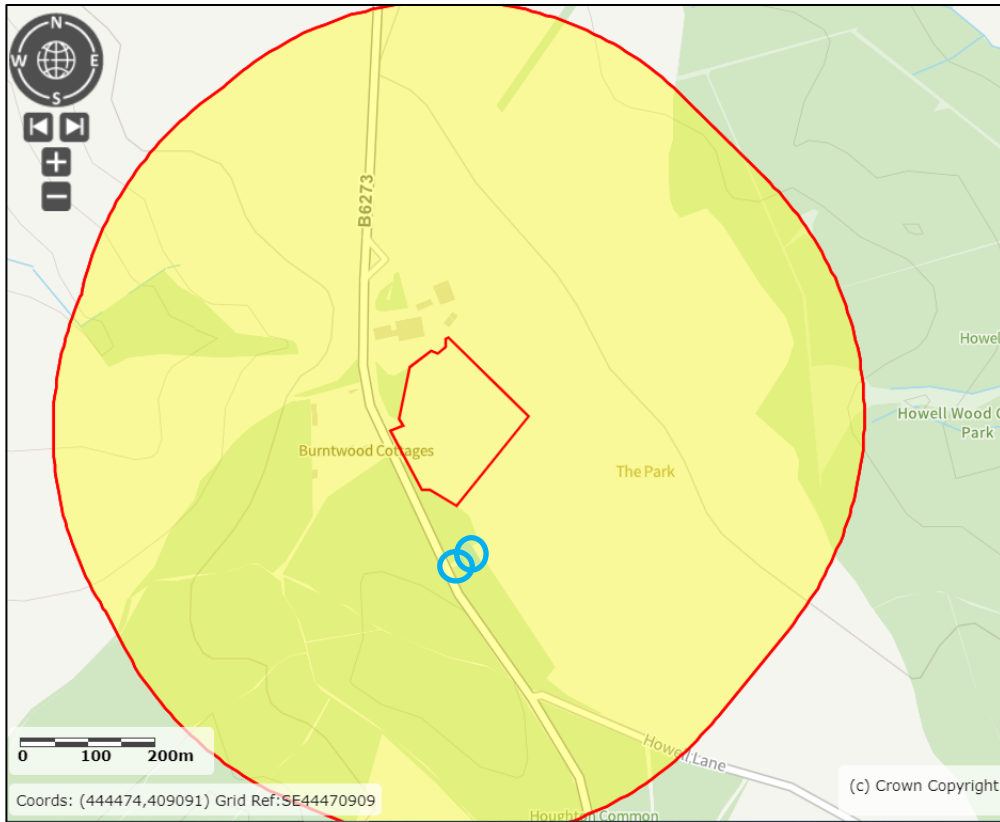 N
W E
S
B6273
Howel
Howell Wood C
Park
Burntwood Cottages
The Park
Howell Lane
0 100 200m
Coords: (444474,409091) Grid Ref:SE44470909
(c) Crown Copyright
Houghton Common